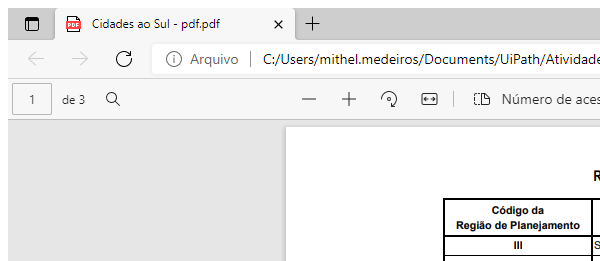 Cidades ao Sul - pdf.pdf
Arquivo C:/Users/mithel.medeiros/Documents/UiPath/Atividade
1 de 3 Número de aces
R
Código da
Região de Planejamento
III S